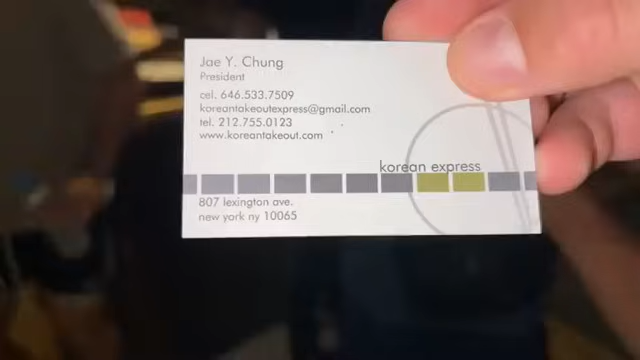 Jae Y. Chung
President
cel. 646.533.7509
koreantakeoutexpress@gmail.com
tel. 212.755.0123
www.koreantakeout.com
korean express
807 lexington ave.
new york ny 10065